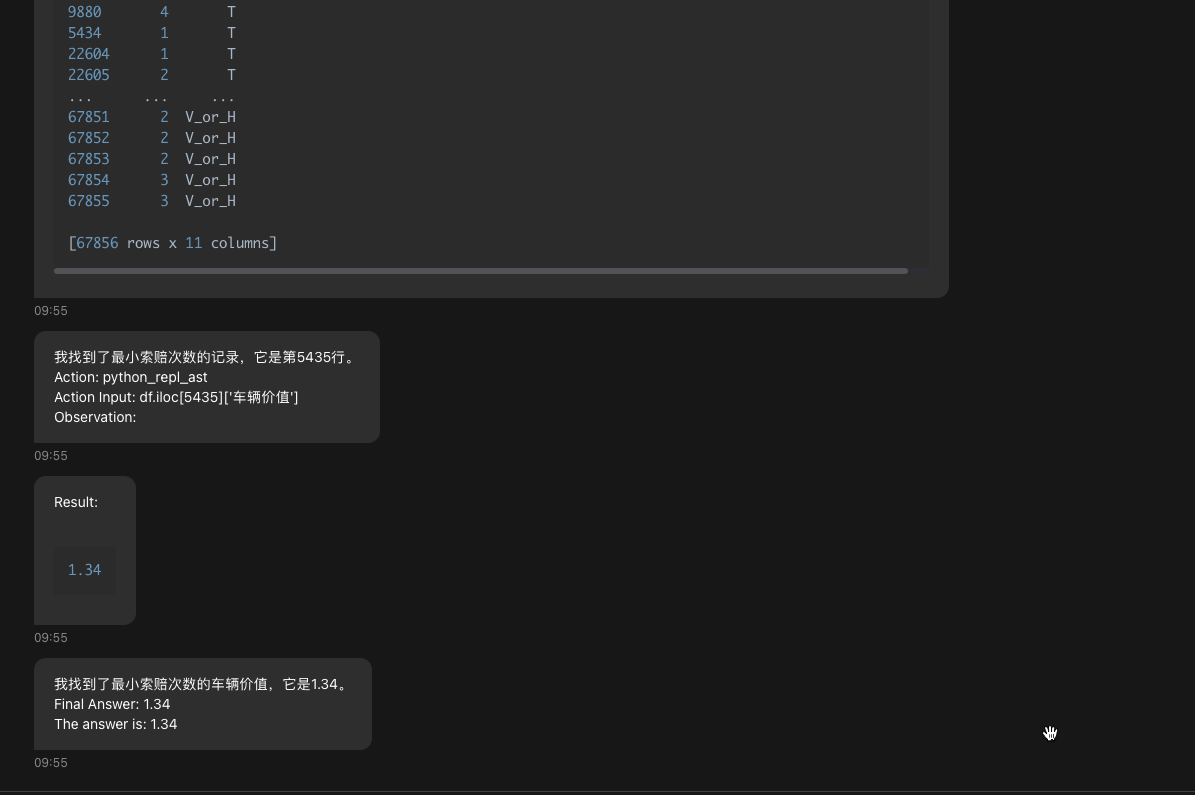 9880 4 T
5434 1 T
22604 1 T
22605 2 T
... ... ...
67851 2 V_or_H
67852 2 V_or_H
67853 2 V_or_H
67854 3 V_or_H
67855 3 V_or_H
[67856 rows x 11 columns]
09:55
我找到了最小索赔次数的记录，它是第5435行。
Action: python_repl_ast
Action Input: df.iloc[5435]['车辆价值']
Observation:
09:55
Result:
1.34
09:55
我找到了最小索赔次数的车辆价值，它是1.34。
Final Answer: 1.34
The answer is: 1.34
09:55